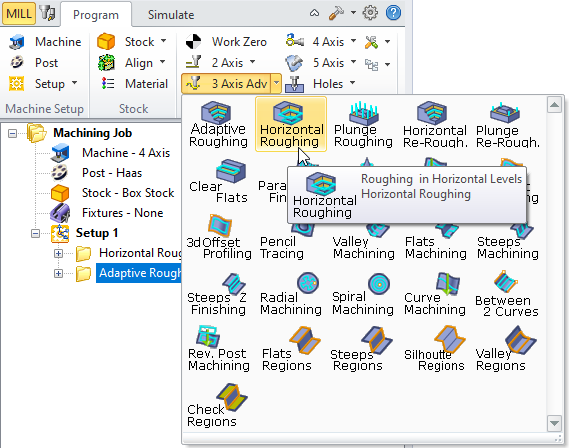 MILL Program Simulate
Machine Stock Work Zero 4 Axis
Post Align 2 Axis 5 Axis
Setup Material 3 Axis Adv Holes
Machine Setup Stock
Machining Job
Machine - 4 Axis
Post - Haas
Stock - Box Stock
Fixtures - None
Setup 1
Horizontal Roug
Adaptive Rough
Adaptive Roughing
Horizontal Roughing
Plunge Roughing
Horizontal Re-Rough.
Plunge Re-Rough.
Clear Flats
Para
Fin
Roughing in Horizontal Levels
Horizontal Roughing
Horizontal Roughing
3d Offset Profiling
Pencil Tracing
Valley Machining
Flats Machining
Steeps Machining
Steeps Z Finishing
Radial Machining
Spiral Machining
Curve Machining
Between 2 Curves
Rev. Post Machining
Flats Regions
Steeps Regions
Silhoutte Regions
Valley Regions
Check Regions